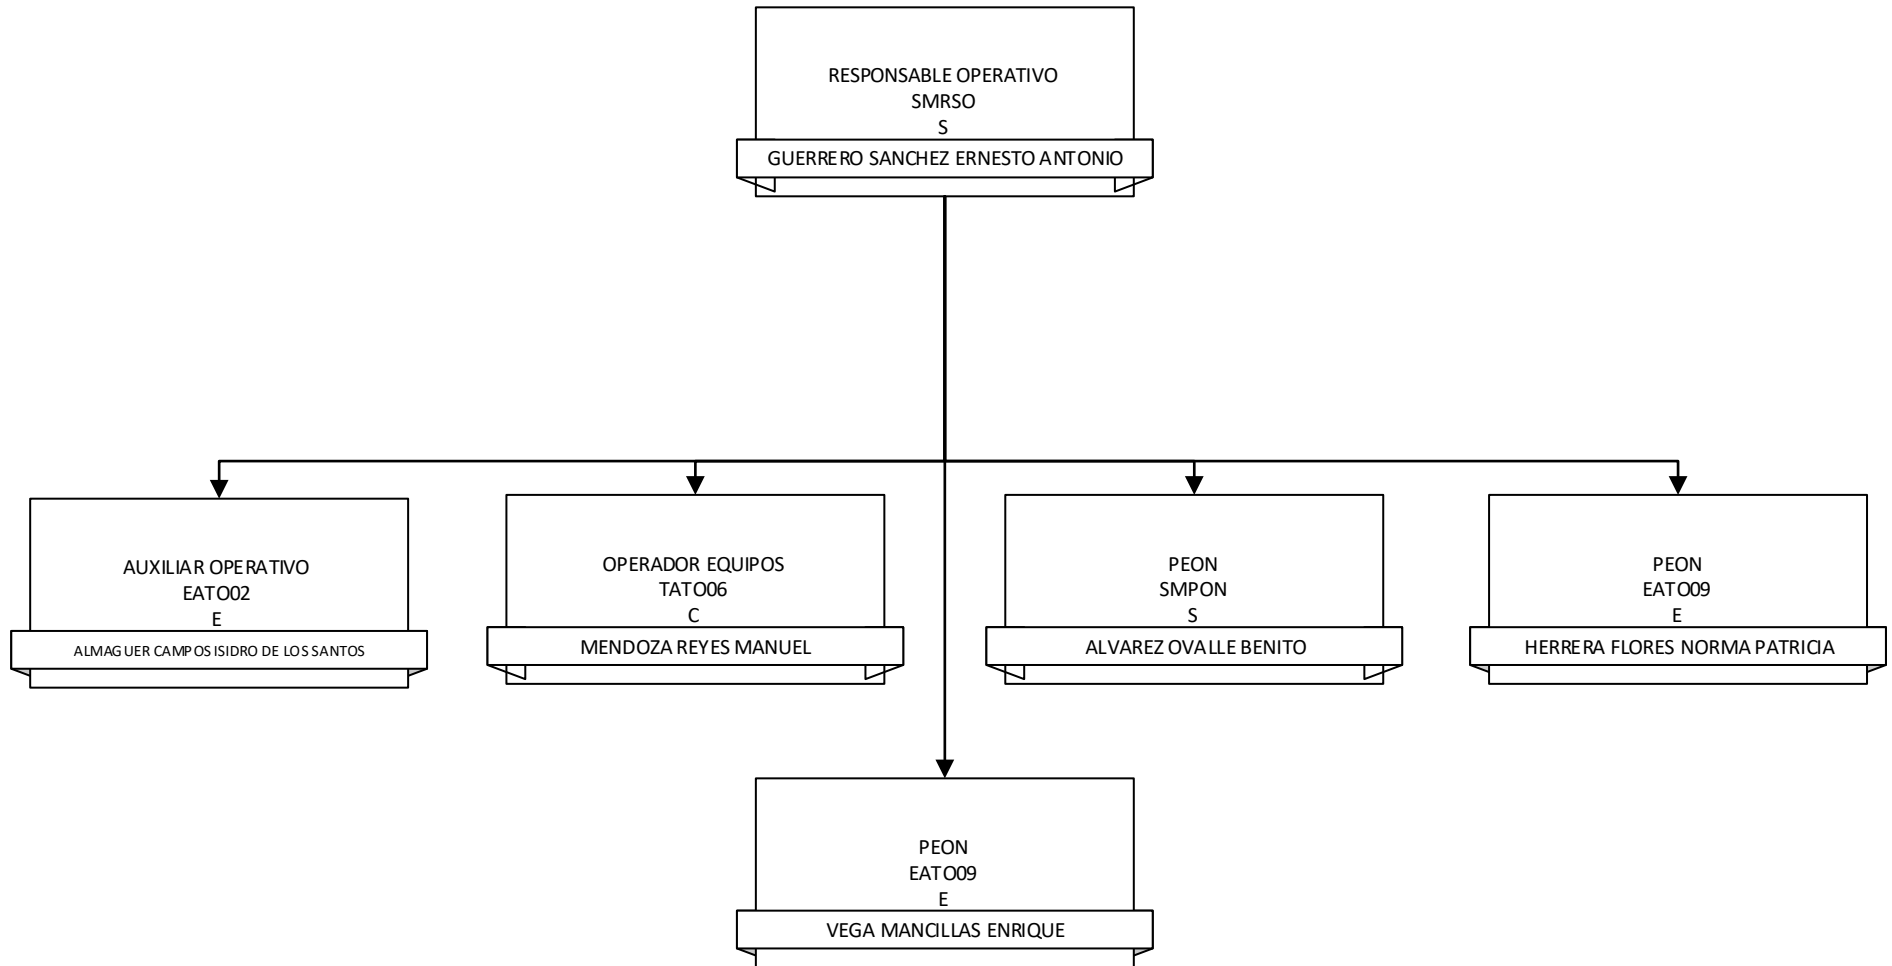 RESPONSABLE OPERATIVO
SMRSO
S
GUERRERO SANCHEZ ERNESTO ANTONIO
AUXILIAR OPERATIVO
EATO02
E
ALMAGUER CAMPOS ISIDRO DE LOS SANTOS
OPERADOR EQUIPOS
TATO06
C
MENDOZA REYES MANUEL
PEON
SMPON
S
ALVAREZ OVALLE BENITO
PEON
EATO09
E
HERRERA FLORES NORMA PATRICIA
PEON
EATO09
E
VEGA MANCILLAS ENRIQUE